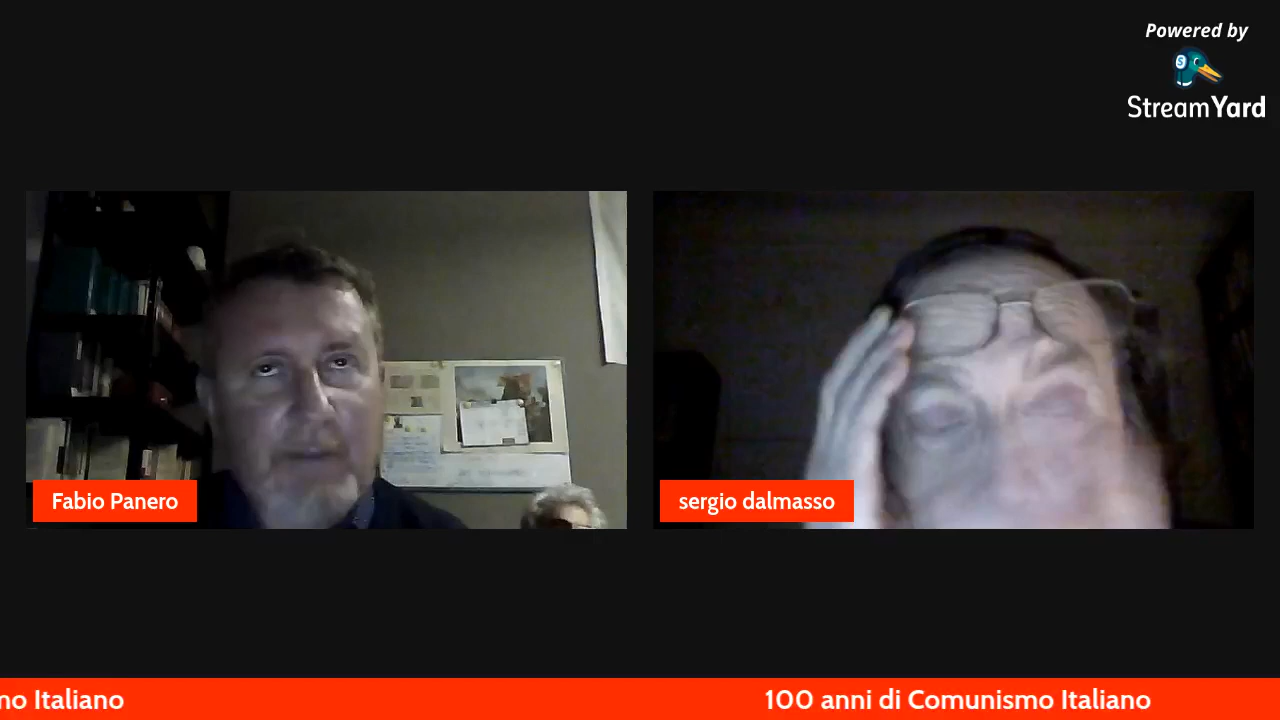 Powered by
S
StreamYard
Fabio Panero
sergio dalmasso
mo Italiano
100 anni di Comunismo Italiano